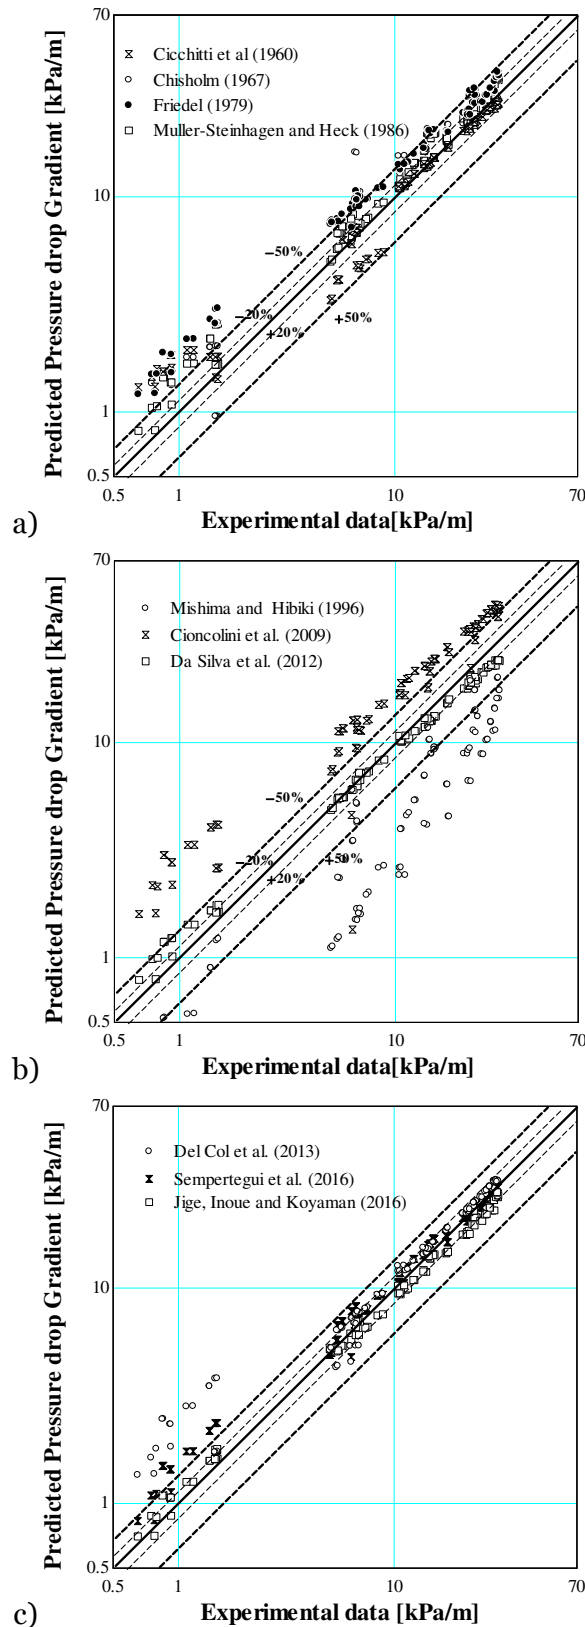 70
Cicchitti et al (1960)
Chisholm (1967)
Friedel (1979)
Muller-Steinhagen and Heck (1986)
10
−50%
−20%
+20%
+50%
1
0.5
0.5 1 10 70
Predicted Pressure drop Gradient [kPa/m]
a) Experimental data[kPa/m]
70
Mishima and Hibiki (1996)
Cioncolini et al. (2009)
Da Silva et al. (2012)
10
−50%
−20%
+50%
+20%
1
0.5
0.5 1 10 70
Predicted Pressure drop Gradient [kPa/m]
b) Experimental data[kPa/m]
70
Del Col et al. (2013)
Sempertegui et al. (2016)
Jige, Inoue and Koyaman (2016)
10
1
0.5
0.5 1 10 70
Predicted Pressure drop Gradient [kPa/m]
c) Experimental data [kPa/m]